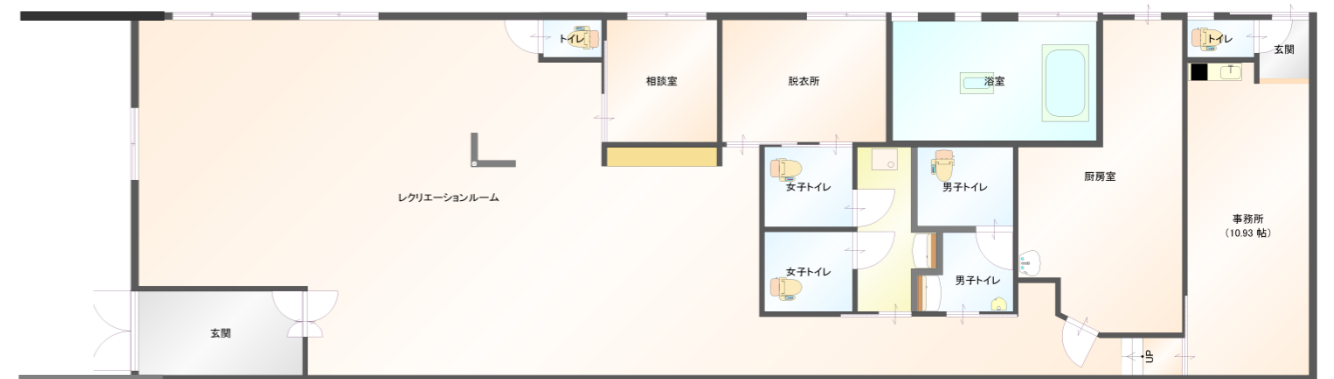 トイレ
トイレ
玄関
相談室
脱衣所
浴室
厨房室
女子トイレ
男子トイレ
レクリエーションルーム
事務所
(10.93 帖)
女子トイレ
男子トイレ
玄関
UP